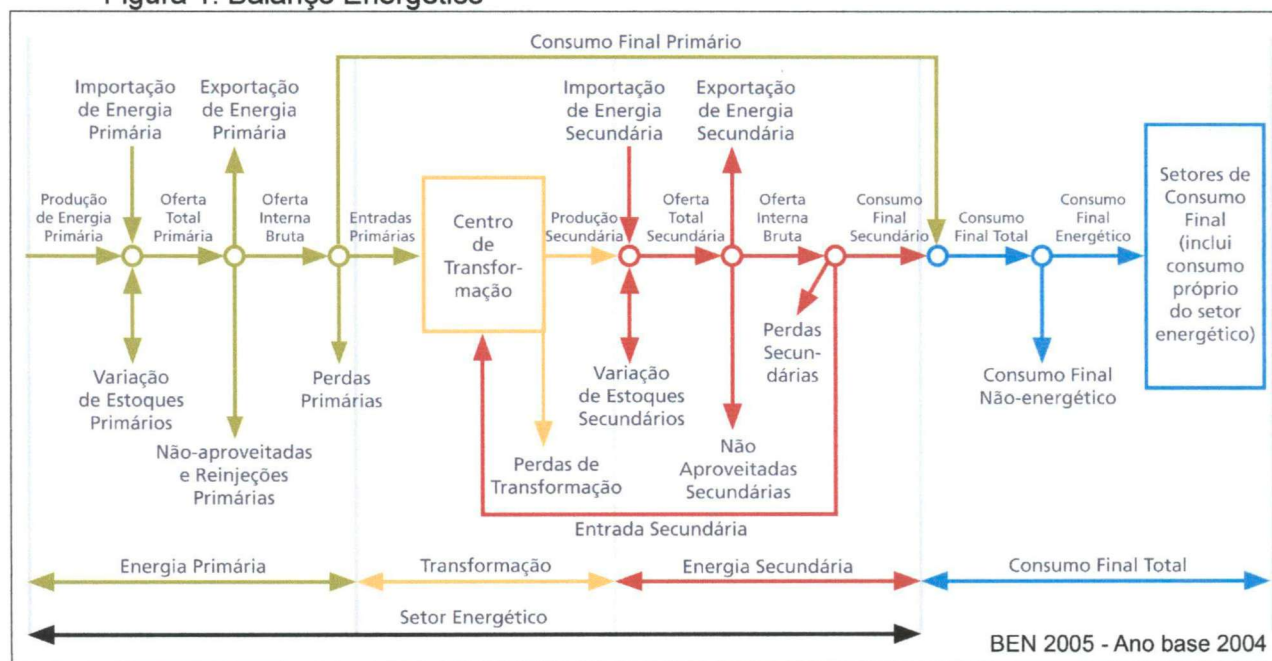 Figura 1: Balanço Energético
Consumo Final Primário
Importação
de Energia
Primária
Exportação
de Energia
Primária
Importação
de Energia
Secundária
Exportação
de Energia
Secundária
Produção
de Energia
Primária
Oferta
Total
Primária
Oferta
Interna
Bruta
Entradas
Primárias
Centro
de
Transfor-
mação
Produção
Secundária
Oferta
Total
Secundária
Oferta
Interna
Bruta
Consumo
Final
Secundário
Consumo
Final Total
Consumo
Final
Energético
Setores de
Consumo
Final
(inclui
consumo
próprio
do setor
energético)
Variação
de Estoques
Primários
Perdas
Primárias
Não-aproveitadas
e Reinjeções
Primárias
Perdas de
Transformação
Variação
de Estoques
Secundários
Não
Aproveitadas
Secundárias
Perdas
Secun-
dárias
Consumo Final
Não-energético
Entrada Secundária
Energia Primária
Transformação
Energia Secundária
Consumo Final Total
Setor Energético
BEN 2005 - Ano base 2004